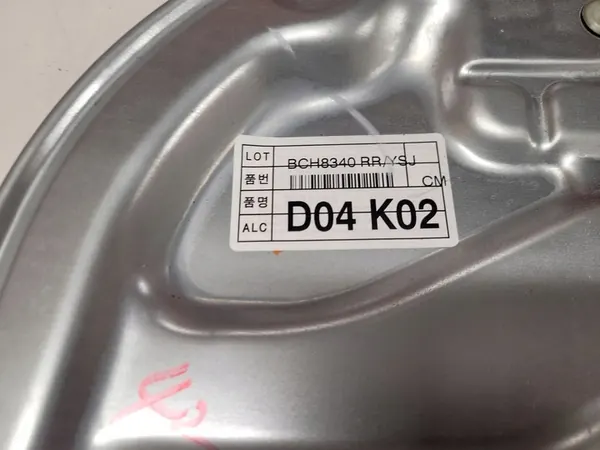 LOT BCH8340 RR/YSJ
품번 CM
품명 D04 K02
ALC